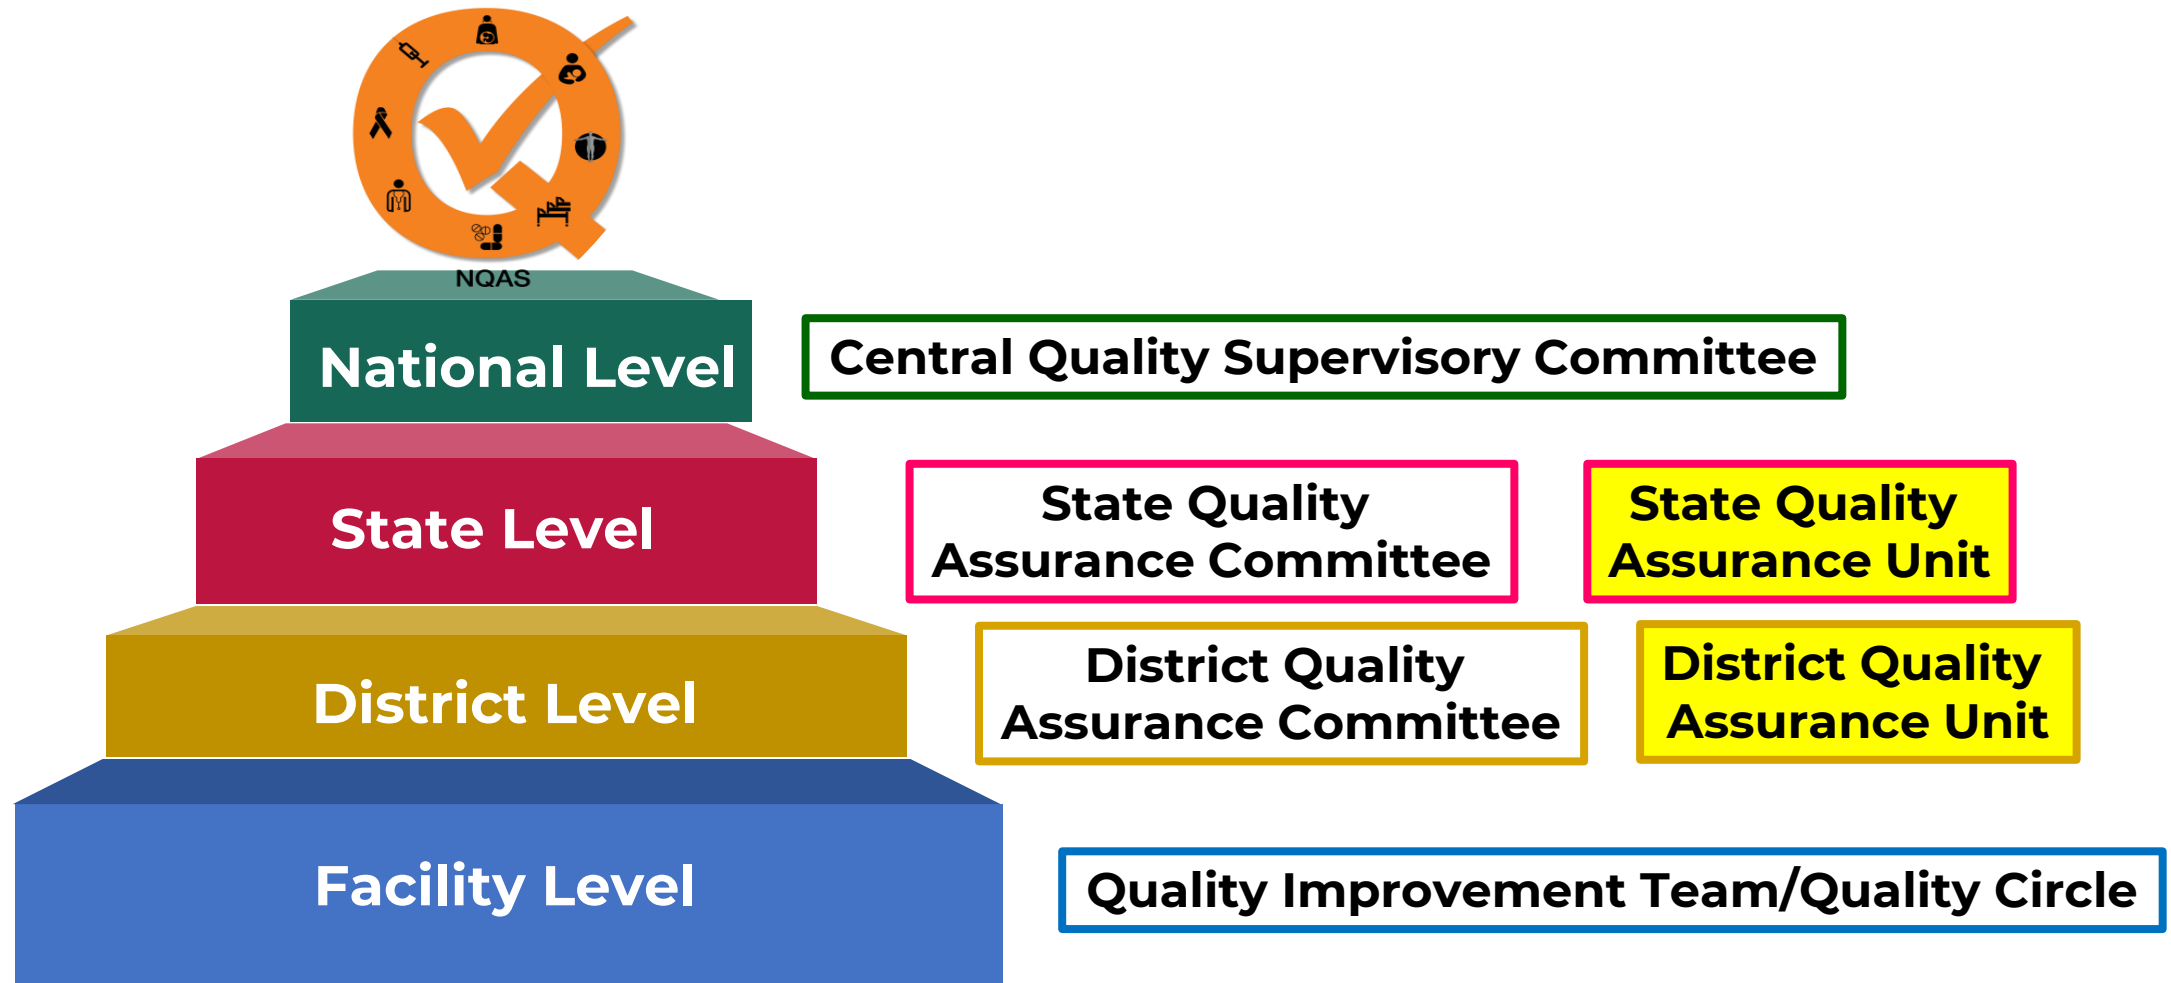 NQAS
National Level
Central Quality Supervisory Committee
State Level
State Quality
Assurance Committee
State Quality
Assurance Unit
District Level
District Quality
Assurance Committee
District Quality
Assurance Unit
Facility Level
Quality Improvement Team/Quality Circle